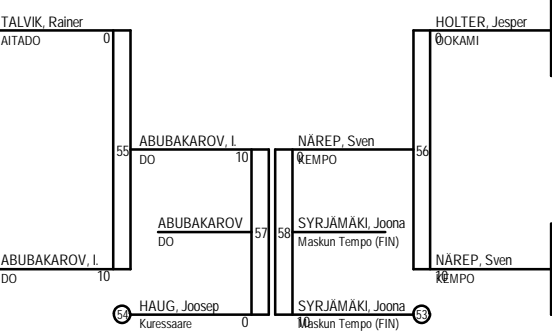 TALVIK, Rainer
AITADO
0
HOLTER, Jesper
0
OOKAMI
55
ABUBAKAROV, I.
DO
10
NÄREP, Sven
0
KEMPO
56
ABUBAKAROV
DO
57
58
SYRJÄMÄKI, Joona
Maskun Tempo (FIN)
ABUBAKAROV, I.
DO
10
NÄREP, Sven
10
KEMPO
54
HAUG, Joosep
Kuressaare
0
SYRJÄMÄKI, Joona
10
Maskun Tempo (FIN)
53